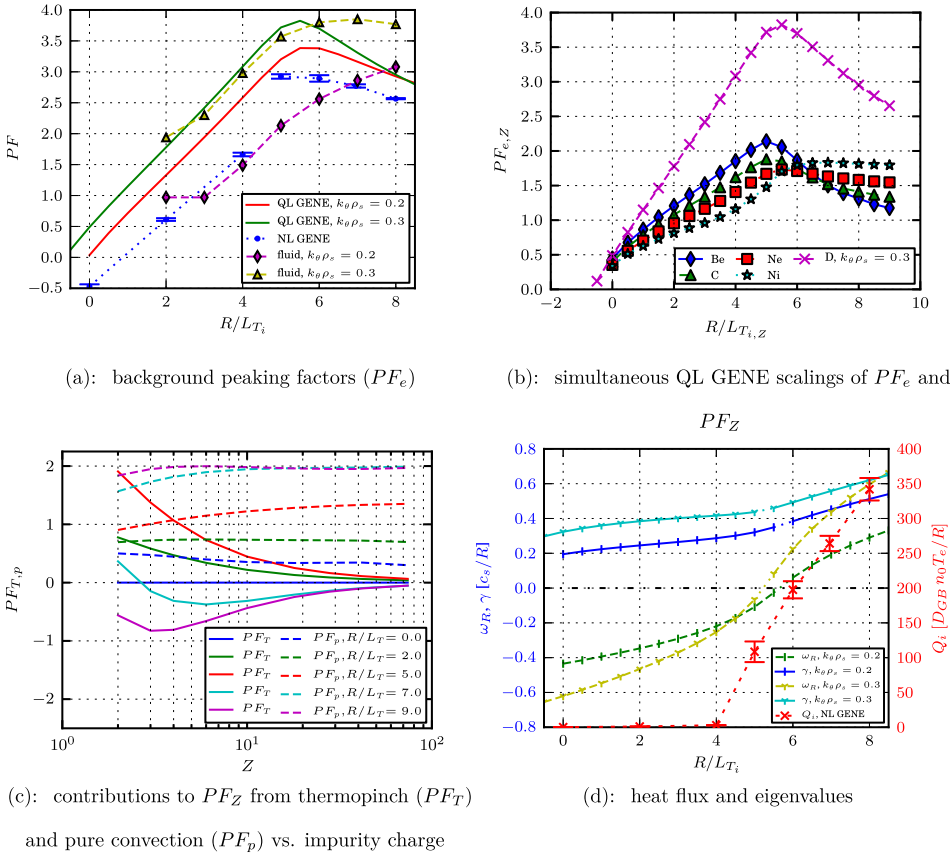 4.0
3.5
3.0
2.5
2.0
1.5
1.0
0.5
0.0
−0.5
PF
0 2 4 6 8
R/L_{T_i}
QL GENE, k_θρ_s = 0.2
QL GENE, k_θρ_s = 0.3
NL GENE
fluid, k_θρ_s = 0.2
fluid, k_θρ_s = 0.3
(a): background peaking factors (PF_e)
4.0
3.5
3.0
2.5
2.0
1.5
1.0
0.5
0.0
PF_{e,Z}
−2 0 2 4 6 8 10
R/L_{T_{i,Z}}
Be Ne D, k_θρ_s = 0.3
C Ni
(b): simultaneous QL GENE scalings of PF_e and
PF_Z
2
1
0
−1
−2
PF_{T,p}
10^0 10^1 10^2
Z
PF_T PF_p, R/L_T = 0.0
PF_T PF_p, R/L_T = 2.0
PF_T PF_p, R/L_T = 5.0
PF_T PF_p, R/L_T = 7.0
PF_T PF_p, R/L_T = 9.0
(c): contributions to PF_Z from thermopinch (PF_T)
and pure convection (PF_p) vs. impurity charge
0.8
0.6
0.4
0.2
0.0
−0.2
−0.4
−0.6
−0.8
ω_R, γ [c_s/R]
0 2 4 6 8
R/L_{T_i}
400
350
300
250
200
150
100
50
0
Q_i [D_{GB} n_0T_e/R]
ω_R, k_θρ_s = 0.2
γ, k_θρ_s = 0.2
ω_R, k_θρ_s = 0.3
γ, k_θρ_s = 0.3
Q_i, NL GENE
(d): heat flux and eigenvalues